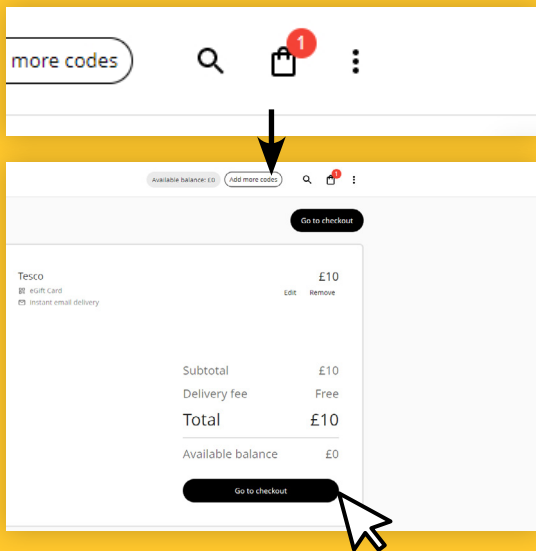 more codes
1
Available balance: £0 Add more codes 1
Go to checkout
Tesco £10
eGift Card Edit Remove
Instant email delivery
Subtotal £10
Delivery fee Free
Total £10
Available balance £0
Go to checkout